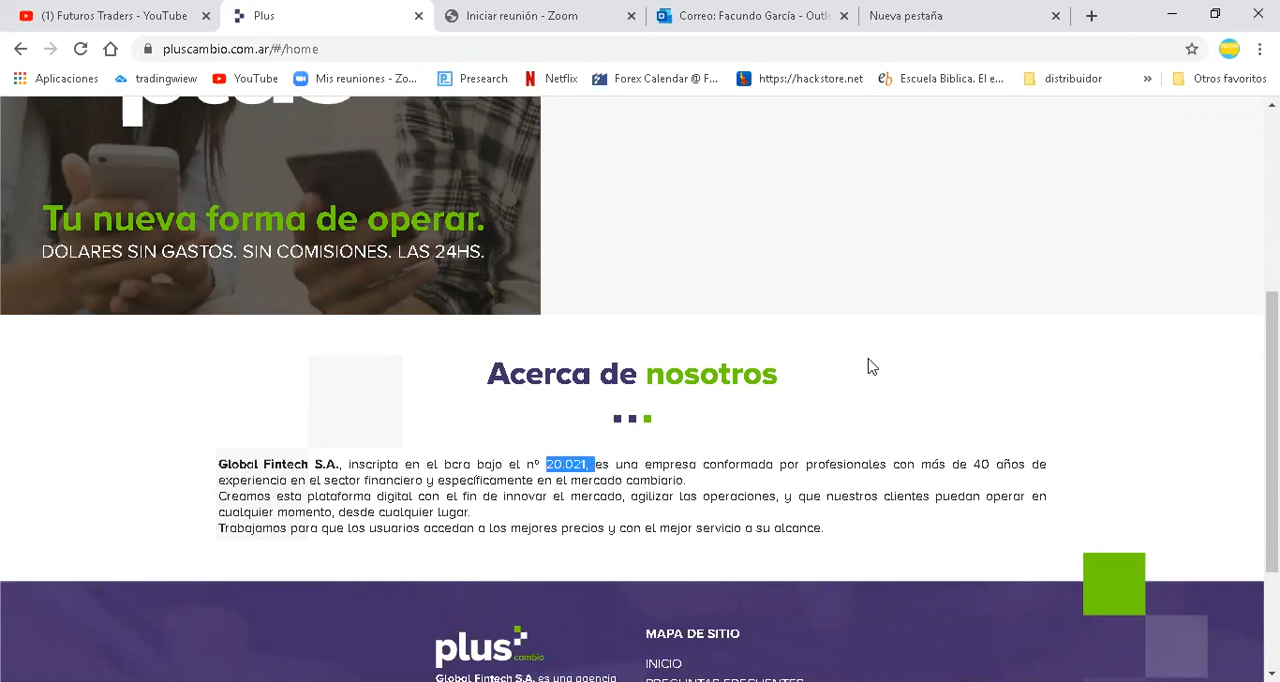 (1) Futuros Traders - YouTube
Plus
Iniciar reunión - Zoom
Correo: Facundo García - Outl
Nueva pestaña
pluscambio.com.ar/#/home
Aplicaciones
tradingwiew
YouTube
Mis reuniones - Zo...
Presearch
Netflix
Forex Calendar @ F...
https://hackstore.net
Escuela Biblica. El e...
distribuidor
»
Otros favoritos
plus
Tu nueva forma de operar.
DÓLARES SIN GASTOS. SIN COMISIONES. LAS 24HS.
Acerca de nosotros
Global Fintech S.A., inscripta en el bcra bajo el nº 20.021, es una empresa conformada por profesionales con más de 40 años de
experiencia en el sector financiero y específicamente en el mercado cambiario.
Creamos esta plataforma digital con el fin de innovar el mercado, agilizar las operaciones, y que nuestros clientes puedan operar en
cualquier momento, desde cualquier lugar.
Trabajamos para que los usuarios accedan a los mejores precios y con el mejor servicio a su alcance.
plus
cambio
Global Fintech S.A. es una agencia
MAPA DE SITIO
INICIO
PREGUNTAS FRECUENTES